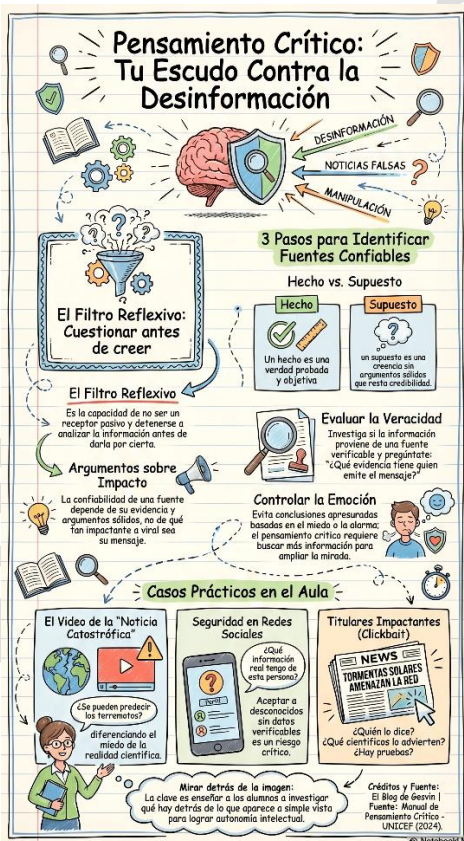 Pensamiento Crítico:
Tu Escudo Contra la
Desinformación
DESINFORMACIÓN
NOTICIAS FALSAS
MANIPULACIÓN
?
? ? ?
El Filtro Reflexivo:
Cuestionar antes
de creer
El Filtro Reflexivo
Es la capacidad de no ser un
receptor pasivo y detenerse a
analizar la información antes de
darla por cierta.
Argumentos sobre
Impacto
La confiabilidad de una fuente
depende de su evidencia y
argumentos sólidos, no de qué
tan impactante a viral sea
su mensaje.
3 Pasos para Identificar
Fuentes Confiables
Hecho vs. Supuesto
Hecho
Un hecho es una
verdad probada
y objetiva
Supuesto
?
un supuesto es una
creencia sin
argumentos sólidos
que resta credibilidad.
Evaluar la Veracidad
Investiga si la información
proviene de una fuente
verificable y pregúntate:
"¿Qué evidencia tiene quien
emite el mensaje?"
Controlar la Emoción
Evita conclusiones apresuradas
basadas en el miedo o la alarma;
el pensamiento critico requiere
buscar más información para
ampliar la mirada.
Casos Prácticos en el Aula
El Video de la "Noticia
Catostrófica"
!
¿Se pueden predecir
los terremotos?
diferenciando el
miedo de la
realidad cientifica.
Seguridad en Redes
Sociales
?
Perfil
¿Qué
información
real tengo de
esta persona?
Aceptar a
desconocidos
sin datos
verificables
es un riesgo
crítico.
Titulares Impactantes
(Clickbait)
NEWS
TORMENTAS SOLARES
AMENAZAN LA RED
¿Quién lo dice?
¿Qué cientificos lo advierten?
¿Hay pruebas?
Mirar detrás de la imagen:
La clave es enseñar a los alumnos a investigar
qué hay detrás de lo que aparece a simple vista
para lograr autonomía intelectual.
Créditos y Fuente:
El Blog de Gesvin |
Fuente: Manual de
Pensamiento Crítico -
UNICEF (2024).